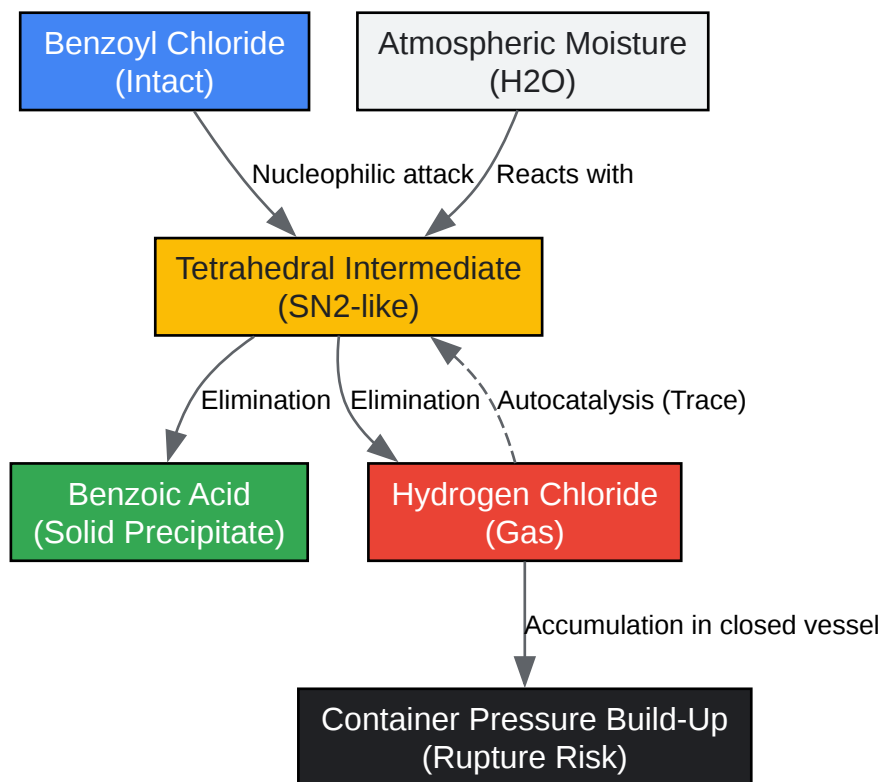 Benzoyl Chloride
(Intact)
Atmospheric Moisture
(H2O)
Nucleophilic attack
Reacts with
Tetrahedral Intermediate
(SN2-like)
Elimination
Elimination
Autocatalysis (Trace)
Benzoic Acid
(Solid Precipitate)
Hydrogen Chloride
(Gas)
Accumulation in closed vessel
Container Pressure Build-Up
(Rupture Risk)